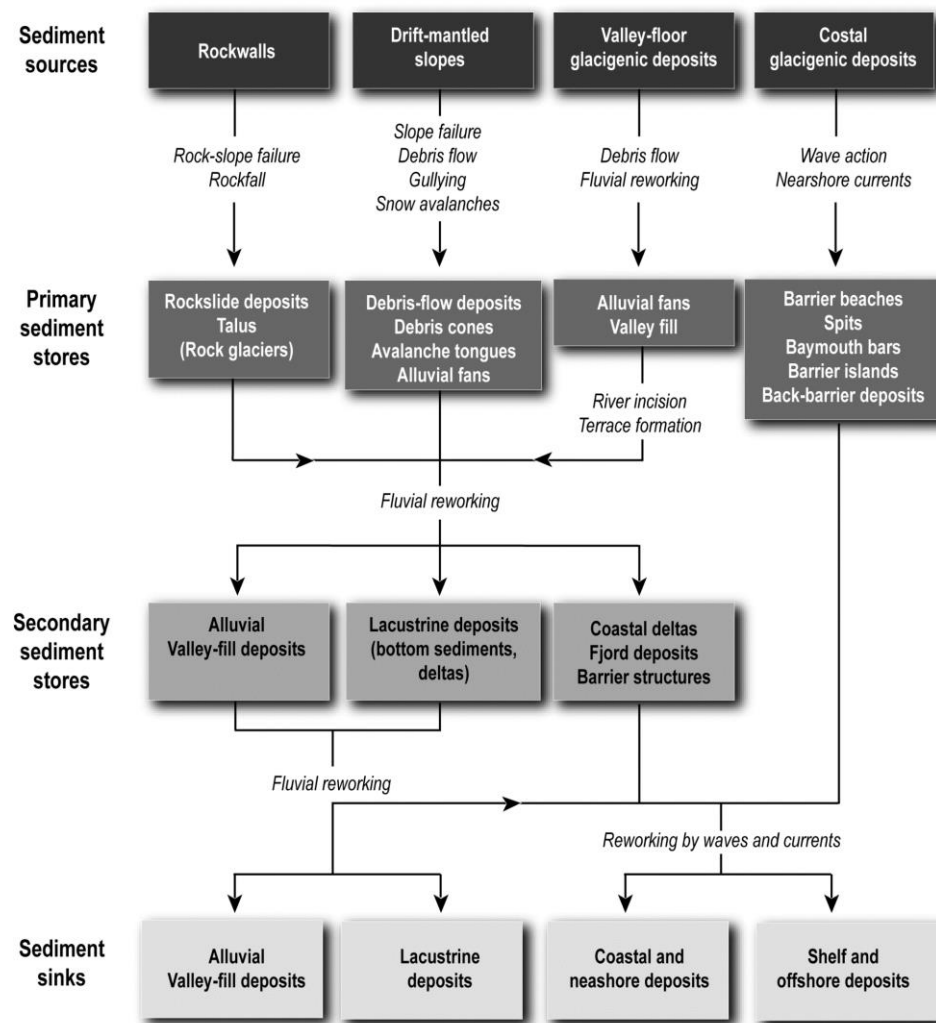 Sediment
sources
Rockwalls
Drift-mantled
slopes
Valley-floor
glacigenic deposits
Costal
glacigenic deposits
Rock-slope failure
Rockfall
Slope failure
Debris flow
Gullying
Snow avalanches
Debris flow
Fluvial reworking
Wave action
Nearshore currents
Primary
sediment
stores
Rockslide deposits
Talus
(Rock glaciers)
Debris-flow deposits
Debris cones
Avalanche tongues
Alluvial fans
Alluvial fans
Valley fill
Barrier beaches
Spits
Baymouth bars
Barrier islands
Back-barrier deposits
River incision
Terrace formation
Fluvial reworking
Secondary
sediment
stores
Alluvial
Valley-fill deposits
Lacustrine deposits
(bottom sediments,
deltas)
Coastal deltas
Fjord deposits
Barrier structures
Fluvial reworking
Reworking by waves and currents
Sediment
sinks
Alluvial
Valley-fill deposits
Lacustrine
deposits
Coastal and
neashore deposits
Shelf and
offshore deposits